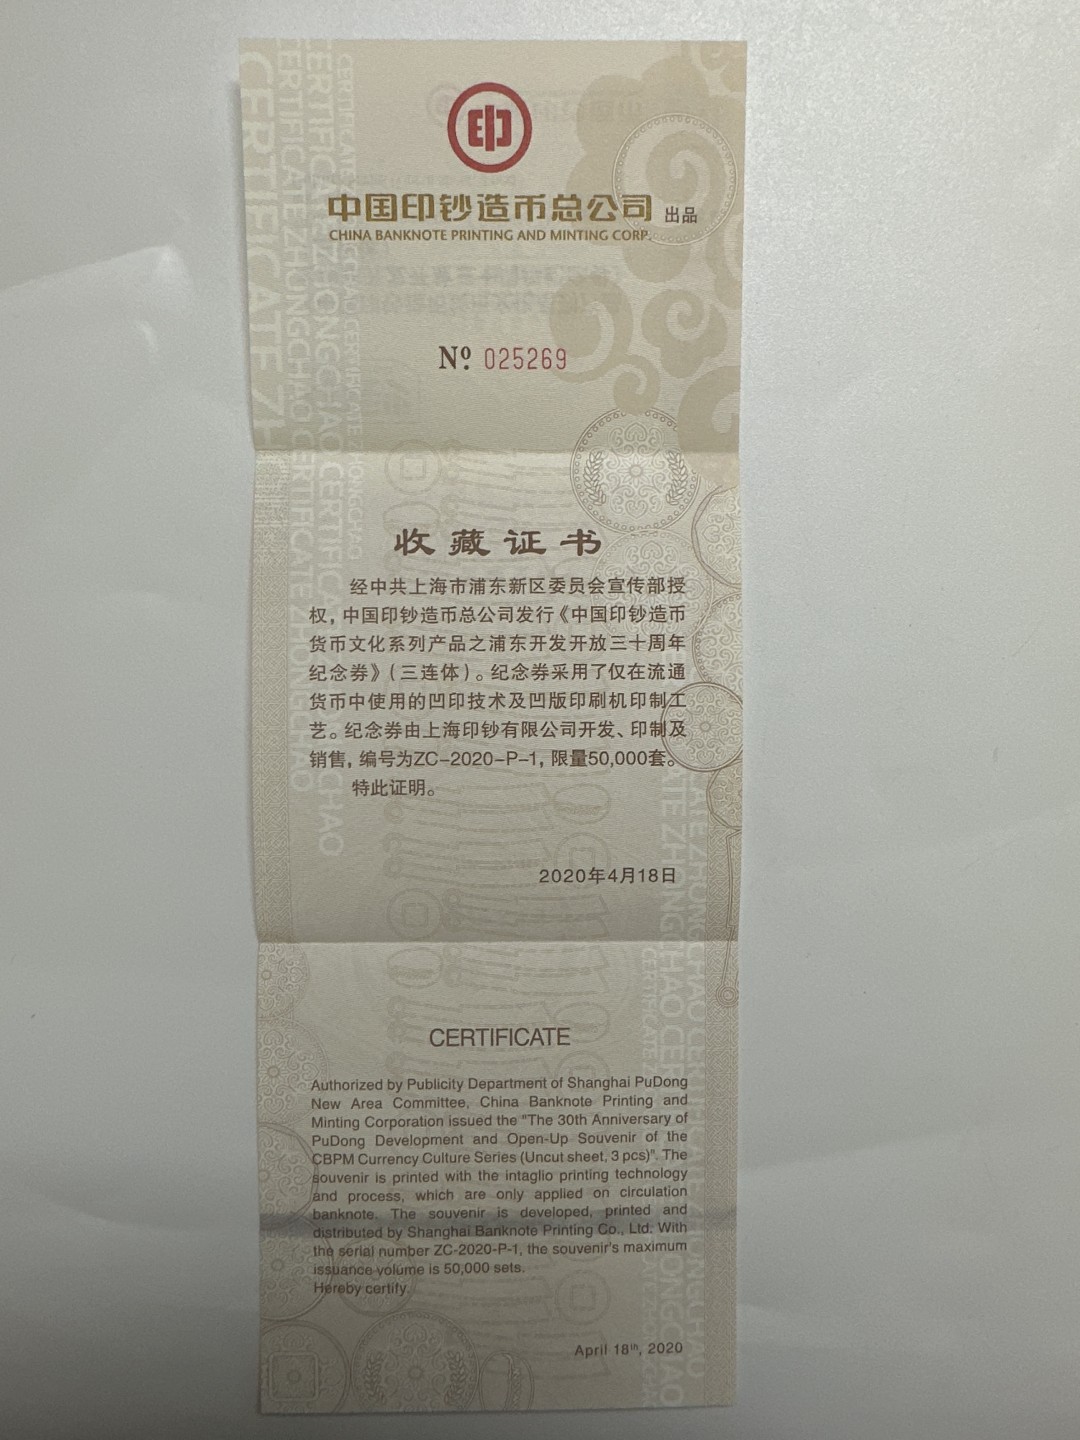 中国印钞造币总公司 出品
CHINA BANKNOTE PRINTING AND MINTING CORP.
Nº 025269
收藏证书
经中共上海市浦东新区委员会宣传部授
权，中国印钞造币总公司发行《中国印钞造币
货币文化系列产品之浦东开发开放三十周年
纪念券》（三连体）。纪念券采用了仅在流通
货币中使用的凹印技术及凹版印刷机印制工
艺。纪念券由上海印钞有限公司开发、印制及
销售，编号为ZC-2020-P-1，限量50,000套。
特此证明。
2020年4月18日
CERTIFICATE
Authorized by Publicity Department of Shanghai PuDong
New Area Committee, China Banknote Printing and
Minting Corporation issued the "The 30th Anniversary of
PuDong Development and Open-Up Souvenir of the
CBPM Currency Culture Series (Uncut sheet, 3 pcs)". The
souvenir is printed with the intaglio printing technology
and process, which are only applied on circulation
banknote. The souvenir is developed, printed and
distributed by Shanghai Banknote Printing Co., Ltd. With
the serial number ZC-2020-P-1, the souvenir's maximum
issuance volume is 50,000 sets.
Hereby certify.
April 18th, 2020